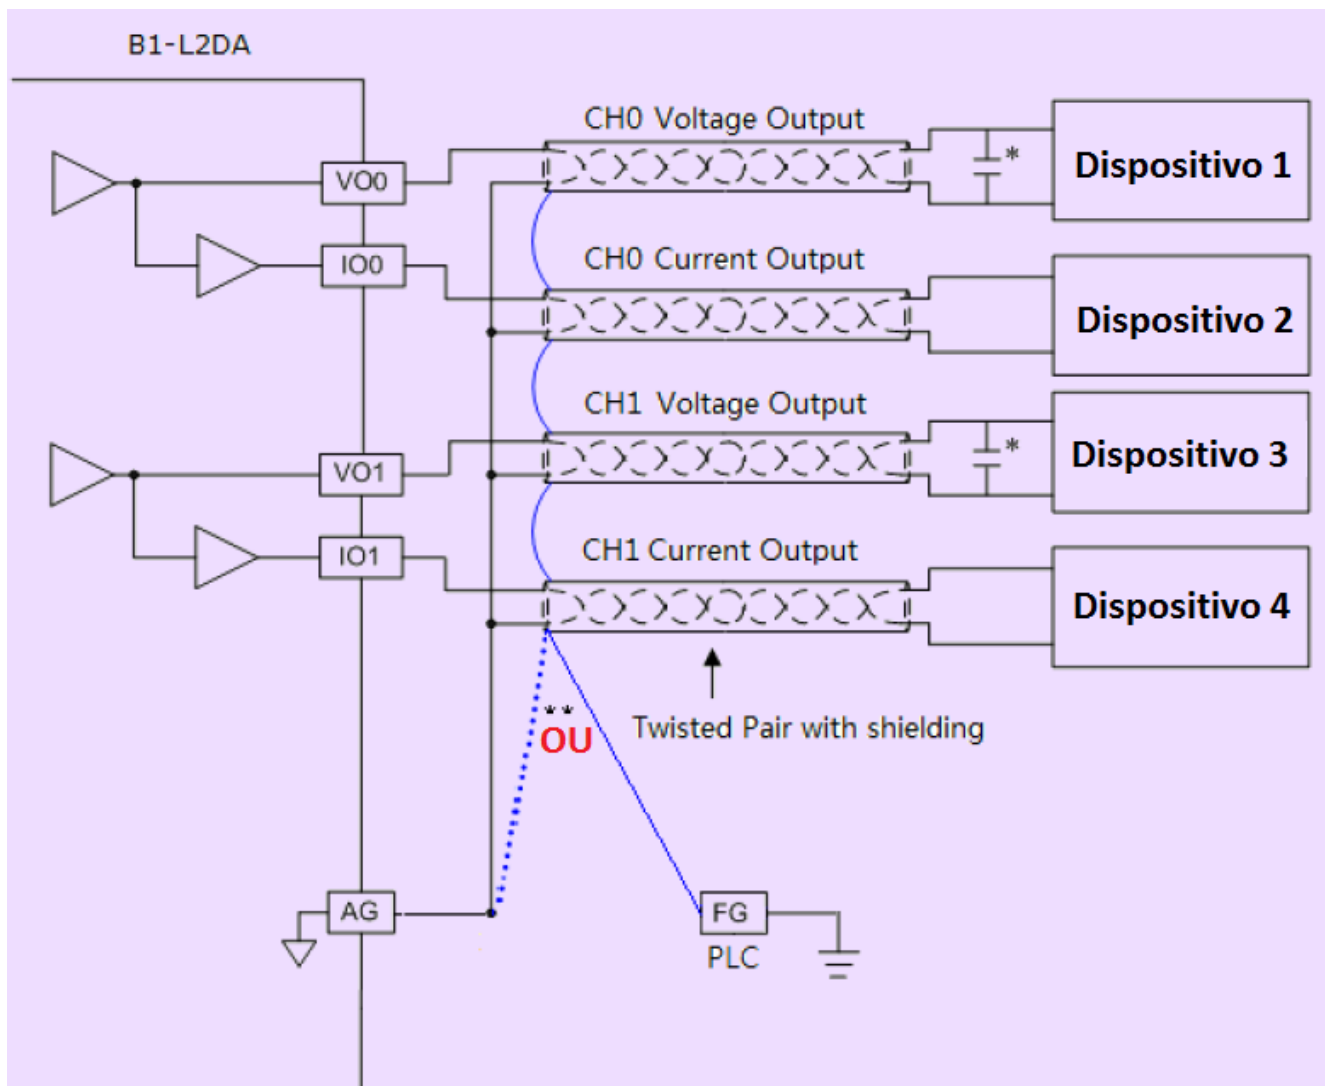 B1-L2DA
CH0 Voltage Output
VO0
*
Dispositivo 1
CH0 Current Output
IO0
Dispositivo 2
CH1 Voltage Output
VO1
*
Dispositivo 3
CH1 Current Output
IO1
Dispositivo 4
**
OU
Twisted Pair with shielding
AG
FG
PLC